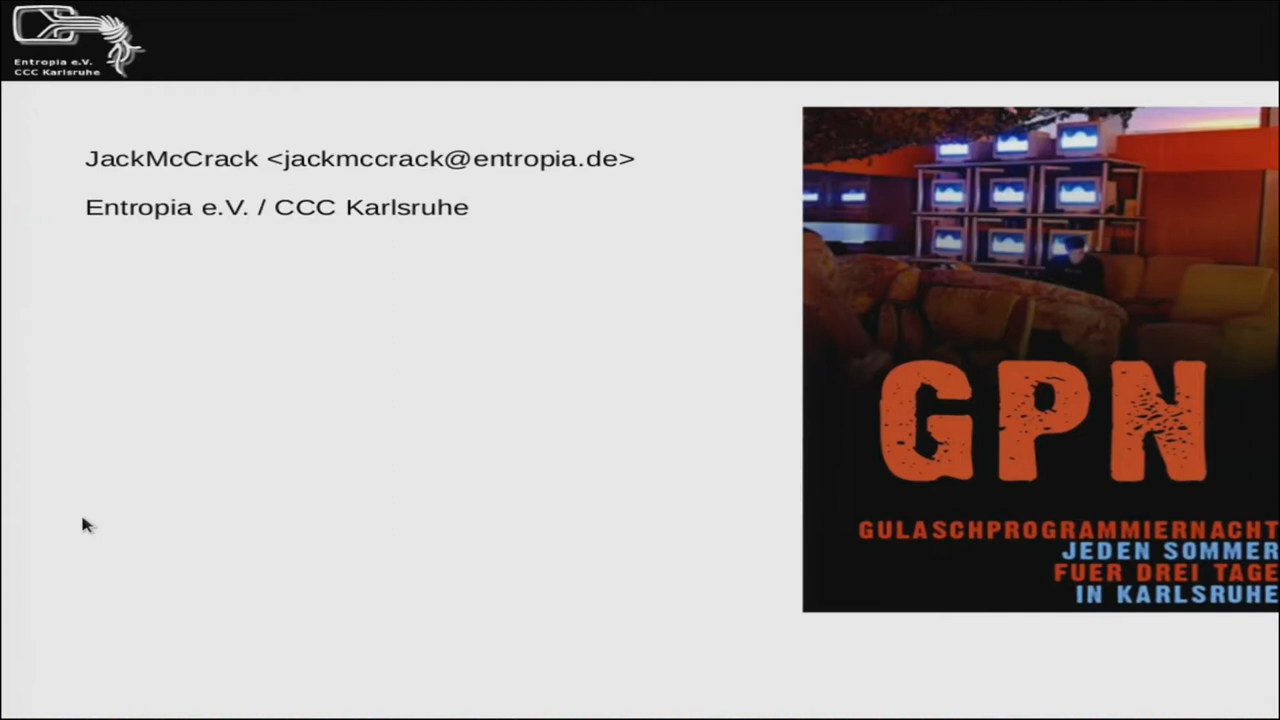 Entropia e.V.
CCC Karlsruhe
JackMcCrack <jackmccrack@entropia.de>
Entropia e.V. / CCC Karlsruhe
GPN
GULASCHPROGRAMMIERNACHT
JEDEN SOMMER
FUER DREI TAGE
IN KARLSRUHE